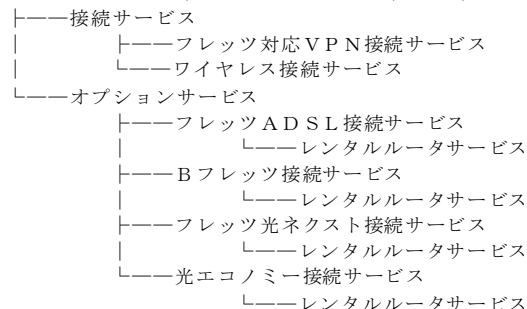 ├――接続サービス
│　　　├――フレッツ対応ＶＰＮ接続サービス
│　　　└――ワイヤレス接続サービス
└――オプションサービス
├――フレッツＡＤＳＬ接続サービス
│　　　└――レンタルルータサービス
├――Ｂフレッツ接続サービス
│　　　└――レンタルルータサービス
├――フレッツ光ネクスト接続サービス
│　　　└――レンタルルータサービス
└――光エコノミー接続サービス
└――レンタルルータサービス